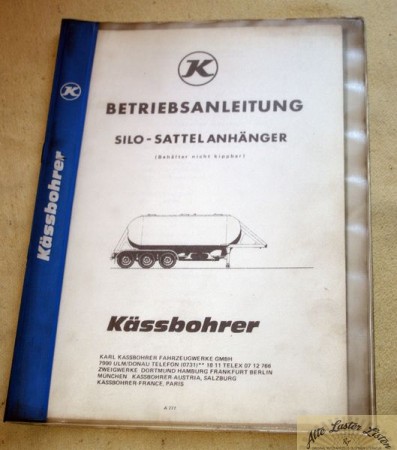 K
BETRIEBSANLEITUNG
SILO-SATTELANHÄNGER
(Behälter nicht kippbar)
K
Kässbohrer
Kässbohrer
KARL KÄSSBOHRER FAHRZEUGWERKE GMBH
7900 ULM/DONAU TELEFON (0731)** 18 11 TELEX 07 12 766
ZWEIGWERKE DORTMUND HAMBURG FRANKFURT BERLIN
MÜNCHEN. KÄSSBOHRER-AUSTRIA, SALZBURG
KÄSSBOHRER-FRANCE, PARIS
Alte Laster Leisten